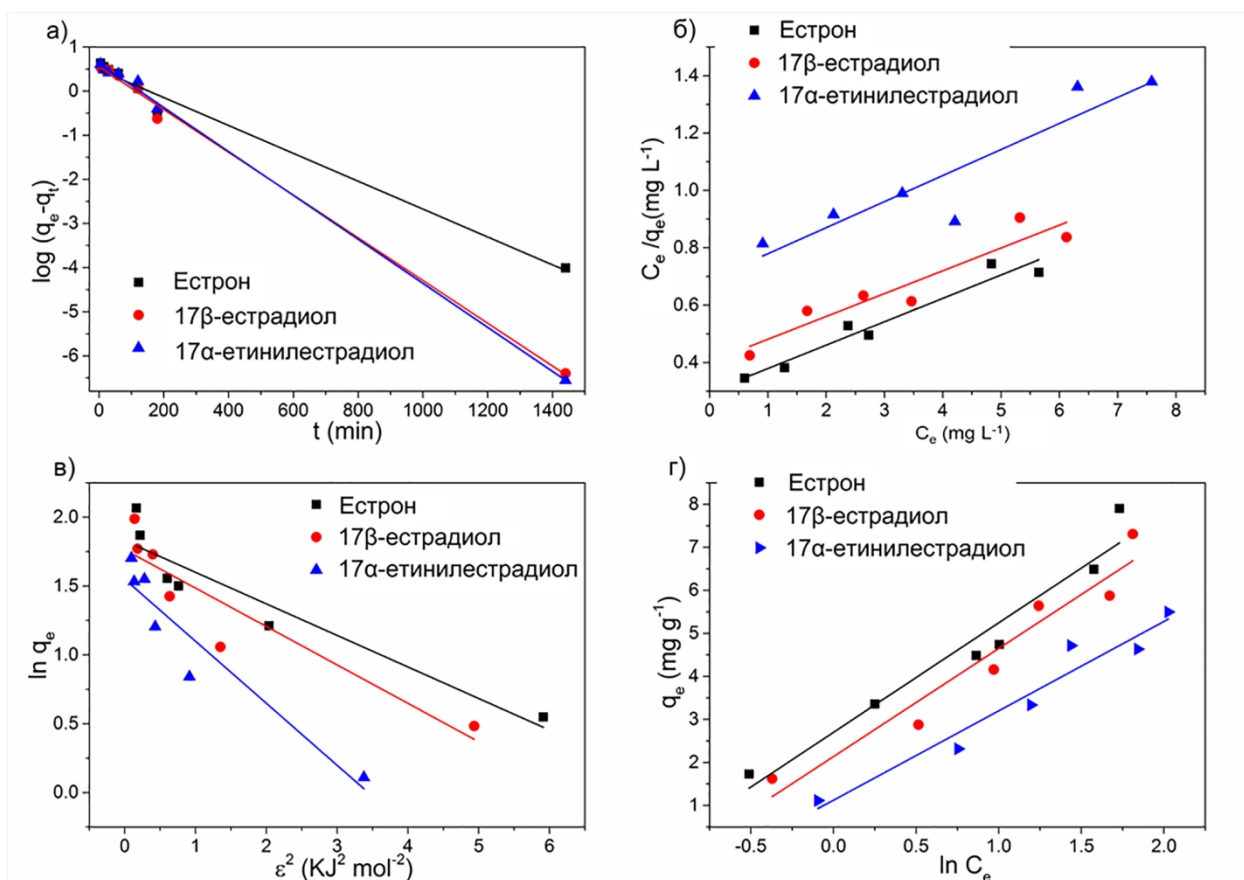 а)
1
0
-1
-2
-3
-4
-5
-6
log (qₑ-qₜ)
Естрон
17β-естрадиол
17α-етинилестрадиол
0 200 400 600 800 1000 1200 1400
t (min)
б)
Естрон
17β-естрадиол
17α-етинилестрадиол
1.4
1.2
1.0
0.8
0.6
0.4
Cₑ /qₑ(mg L⁻¹)
0 1 2 3 4 5 6 7 8
Cₑ (mg L⁻¹)
в)
Естрон
17β-естрадиол
17α-етинилестрадиол
2.0
1.5
1.0
0.5
0.0
ln qₑ
0 1 2 3 4 5 6
ε² (KJ² mol⁻²)
г)
Естрон
17β-естрадиол
17α-етинилестрадиол
8
7
6
5
4
3
2
1
qₑ (mg g⁻¹)
-0.5 0.0 0.5 1.0 1.5 2.0
ln Cₑ